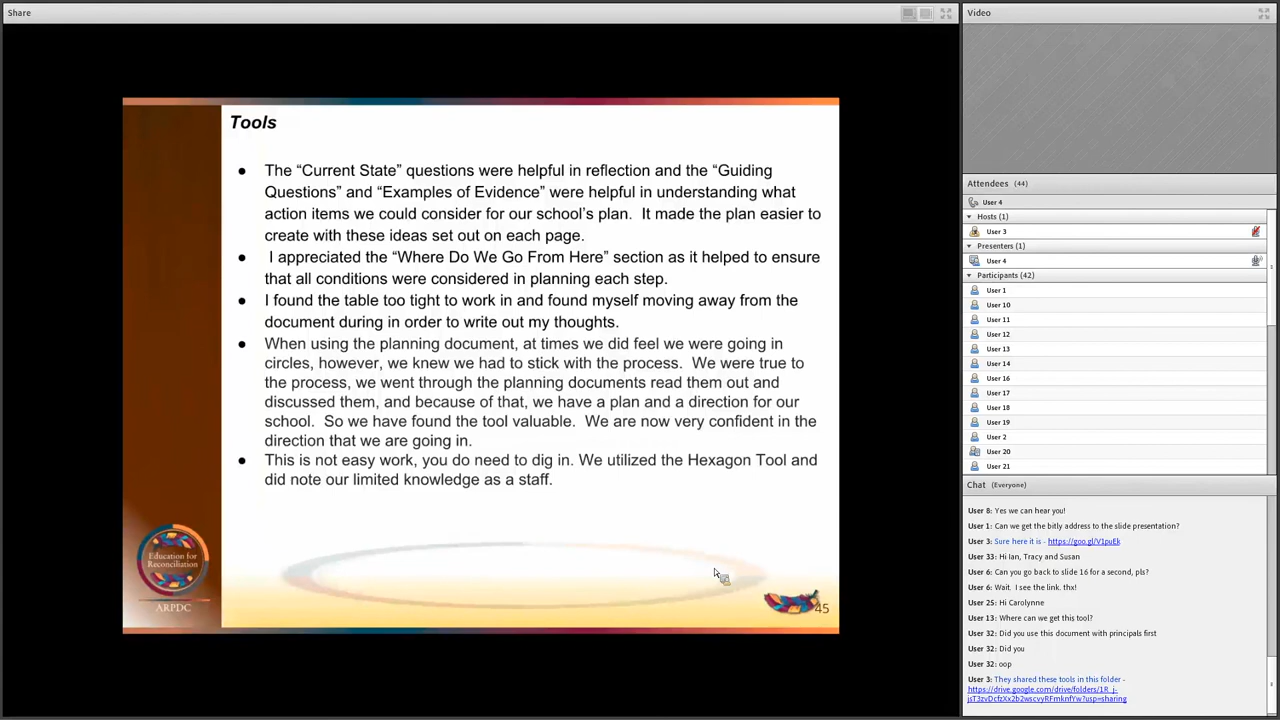 Share
Tools
● The “Current State” questions were helpful in reflection and the “Guiding
Questions” and “Examples of Evidence” were helpful in understanding what
action items we could consider for our school’s plan.  It made the plan easier to
create with these ideas set out on each page.
● I appreciated the “Where Do We Go From Here” section as it helped to ensure
that all conditions were considered in planning each step.
● I found the table too tight to work in and found myself moving away from the
document during in order to write out my thoughts.
● When using the planning document, at times we did feel we were going in
circles, however, we knew we had to stick with the process.  We were true to
the process, we went through the planning documents read them out and
discussed them, and because of that, we have a plan and a direction for our
school.  So we have found the tool valuable.  We are now very confident in the
direction that we are going in.
● This is not easy work, you do need to dig in. We utilized the Hexagon Tool and
did note our limited knowledge as a staff.
Education for
Reconciliation
ARPDC
45
Video
Attendees (44)
User 4
Hosts (1)
User 3
Presenters (1)
User 4
Participants (42)
User 1
User 10
User 11
User 12
User 13
User 14
User 16
User 17
User 18
User 19
User 2
User 20
User 21
Chat (Everyone)
User 8: Yes we can hear you!
User 1: Can we get the bitly address to the slide presentation?
User 3: Sure here it is - https://goo.gl/V1puEk
User 33: Hi Ian, Tracy and Susan
User 6: Can you go back to slide 16 for a second, pls?
User 6: Wait.  I see the link. thx!
User 25: Hi Carolynne
User 13: Where can we get this tool?
User 32: Did you use this document with principals first
User 32: Did you
User 32: oop
User 3: They shared these tools in this folder -
https://drive.google.com/drive/folders/1R_j-
jsT3zvDcfzXx2b2wscvyRFmknfYw?usp=sharing